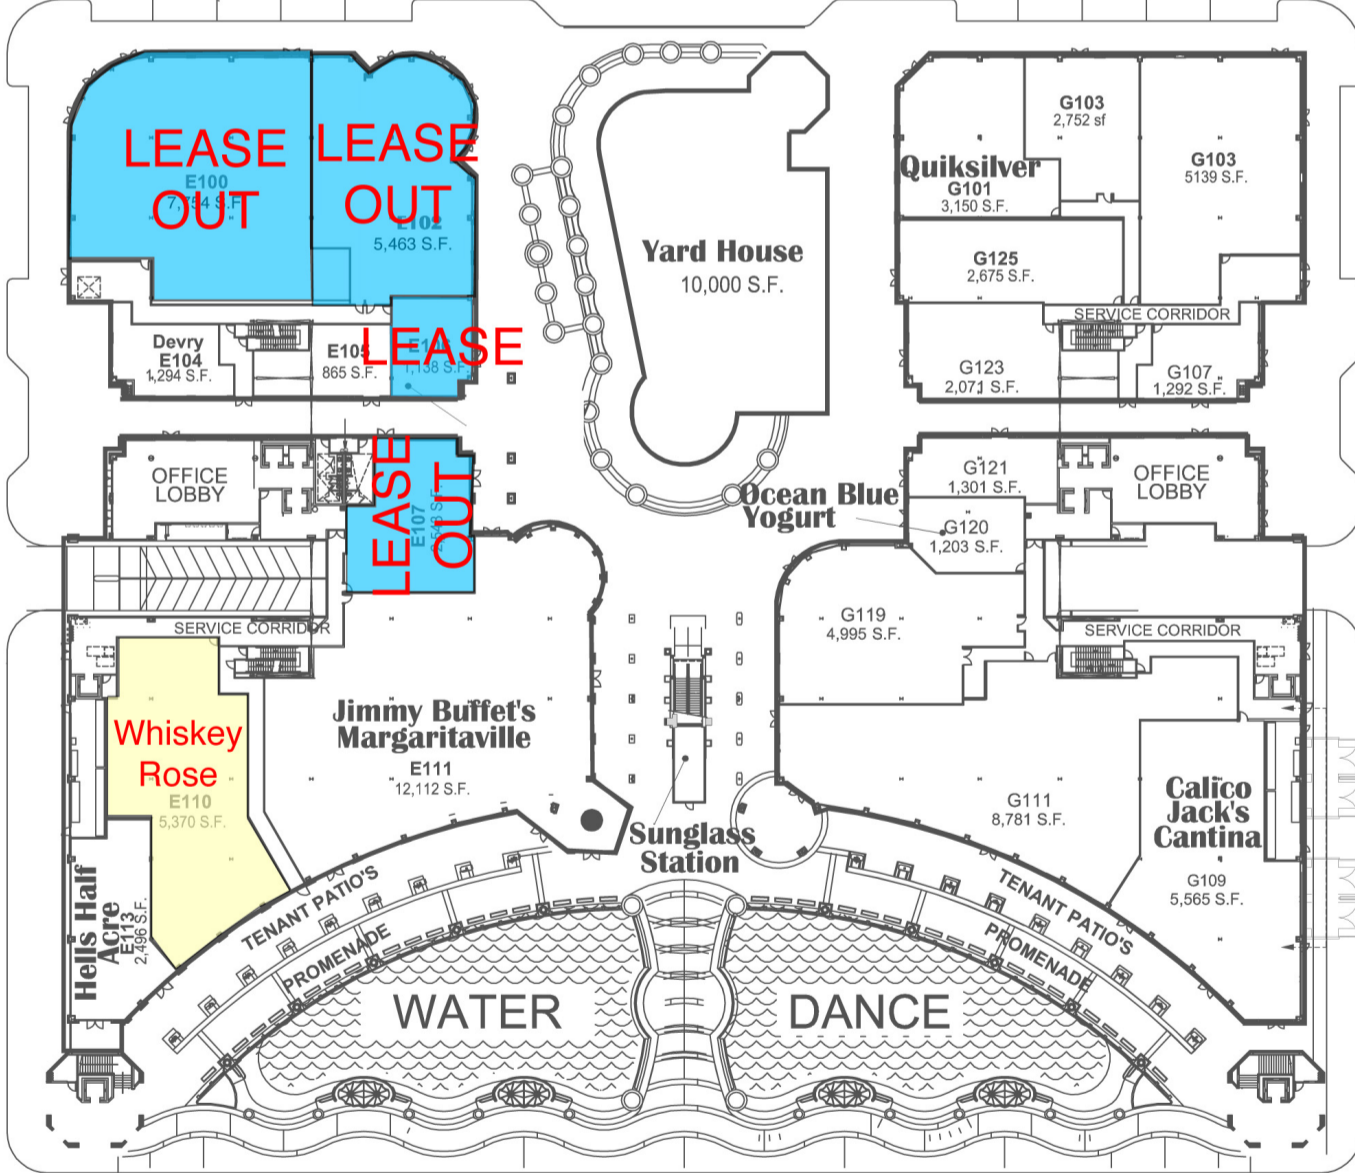 LEASE
OUT
E100
7,754 S.F.
LEASE
OUT
E102
5,463 S.F.
Yard House
10,000 S.F.
Quiksilver
G101
3,150 S.F.
G103
2,752 sf
G103
5139 S.F.
G125
2,675 S.F.
SERVICE CORRIDOR
Devry
E104
1,294 S.F.
E105
865 S.F.
LEASE
1,138 S.F.
G123
2,071 S.F.
G107
1,292 S.F.
OFFICE
LOBBY
LEASE
OUT
E107
Ocean Blue
Yogurt
G121
1,301 S.F.
G120
1,203 S.F.
OFFICE
LOBBY
SERVICE CORRIDOR
G119
4,995 S.F.
SERVICE CORRIDOR
Whiskey
Rose
E110
5,370 S.F.
Jimmy Buffet's
Margaritaville
E111
12,112 S.F.
Sunglass
Station
G111
8,781 S.F.
Calico
Jack's
Cantina
G109
5,565 S.F.
Hells Half
Acre
E113
2,496 S.F.
TENANT PATIO'S
PROMENADE
TENANT PATIO'S
PROMENADE
WATER
DANCE